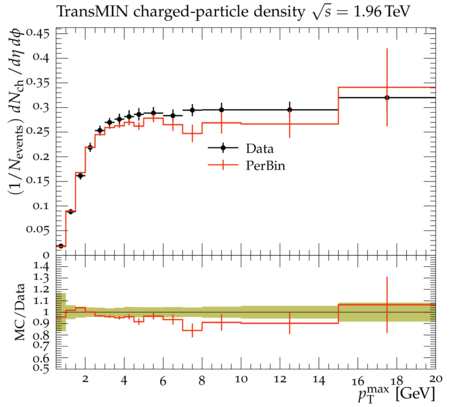 TransMIN charged-particle density √s = 1.96 TeV
(1/N_events) dN_ch/dη dϕ
0.4
0.35
0.3
0.25
0.2
0.15
0.1
0.05
0
Data
PerBin
MC/Data
1.4
1.3
1.2
1.1
1
0.9
0.8
0.7
0.6
0.5
2 4 6 8 10 12 14 16 18 20
p_T^max [GeV]